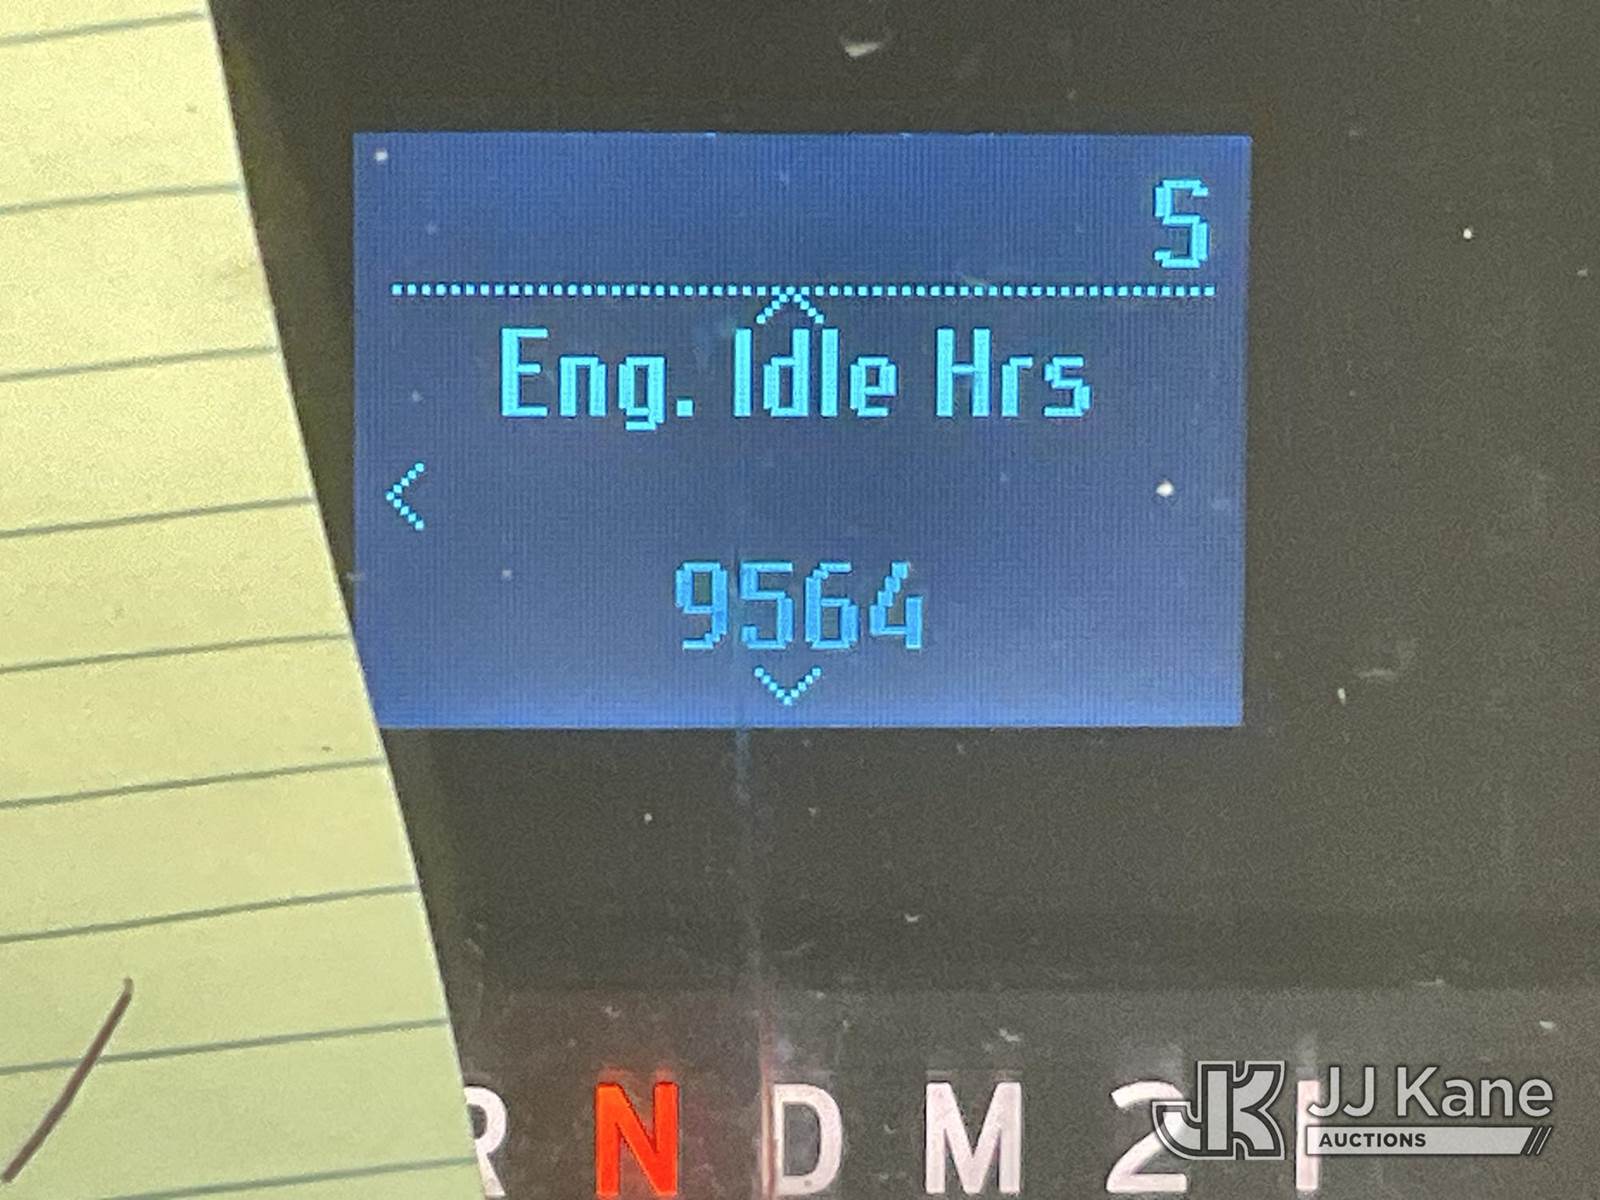 S
Eng. Idle Hrs
9564
R N D M 2 1
JJ Kane
AUCTIONS